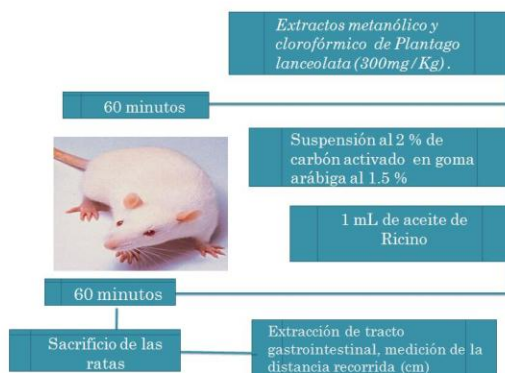 Extractos metanólico y
clorofórmico de Plantago
lanceolata (300mg/Kg) .
60 minutos
Suspensión al 2 % de
carbón activado en goma
arábiga al 1.5 %
1 mL de aceite de
Ricino
60 minutos
Sacrificio de las
ratas
Extracción de tracto
gastrointestinal, medición de la
distancia recorrida (cm)